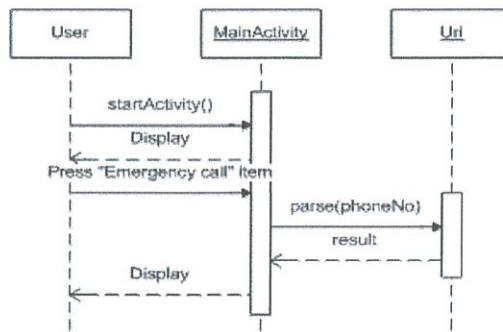 User
MainActivity
Uri
startActivity()
Display
Press "Emergency call" item
parse(phoneNo)
result
Display